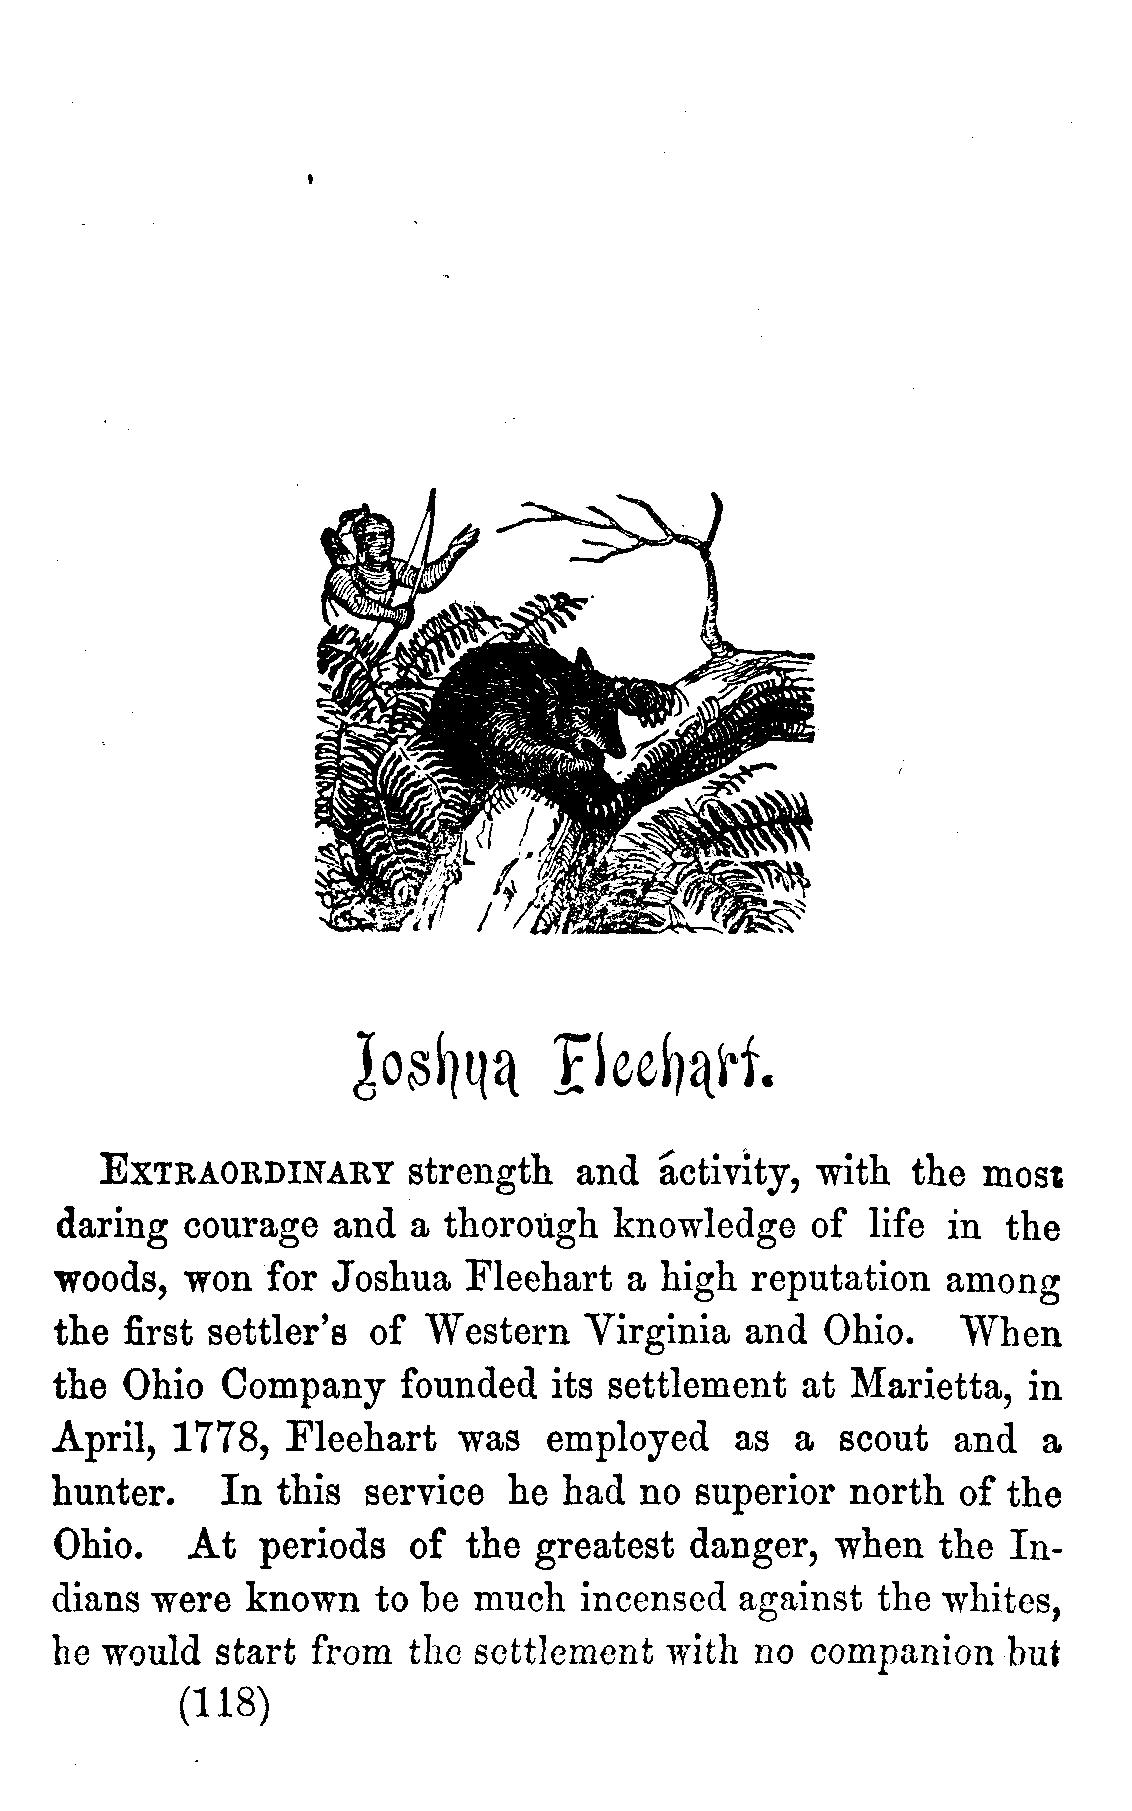 Joshua Fleehart.
EXTRAORDINARY strength and activity, with the most
daring courage and a thorough knowledge of life in the
woods, won for Joshua Fleehart a high reputation among
the first settler's of Western Virginia and Ohio. When
the Ohio Company founded its settlement at Marietta, in
April, 1778, Fleehart was employed as a scout and a
hunter. In this service he had no superior north of the
Ohio. At periods of the greatest danger, when the In-
dians were known to be much incensed against the whites,
he would start from the settlement with no companion but
(118)